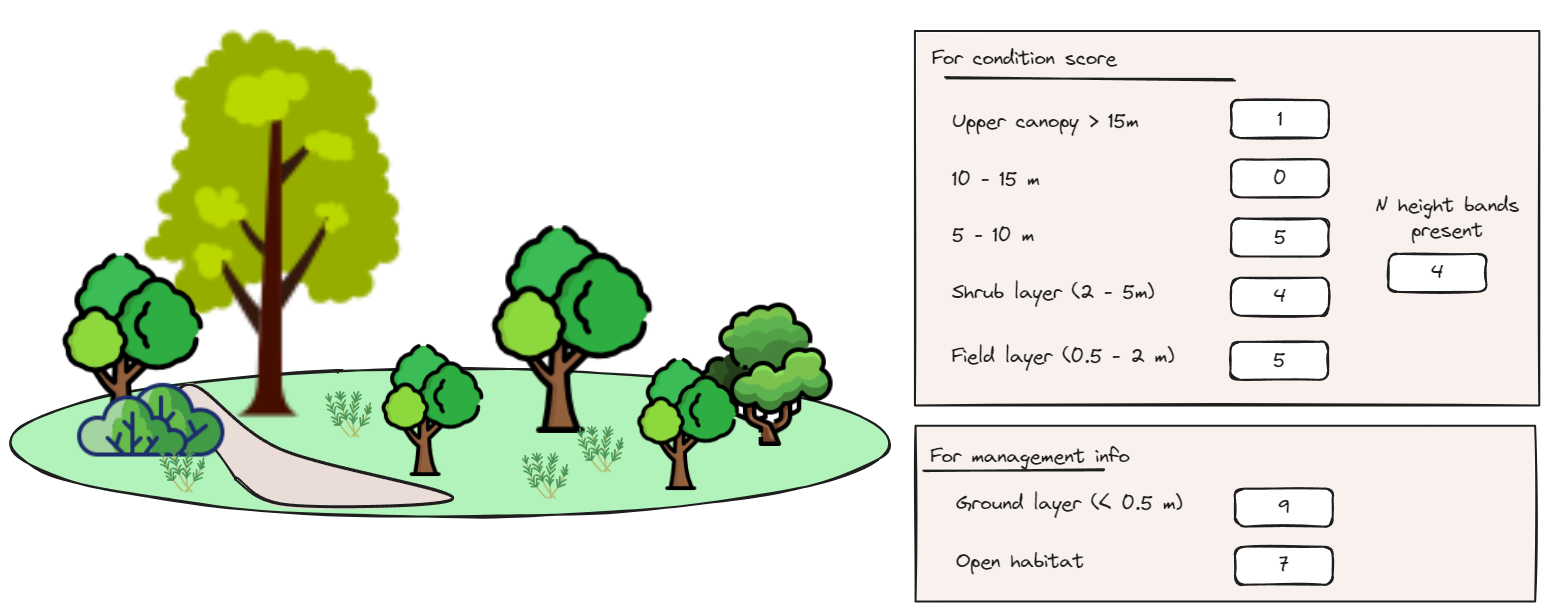 For condition score
Upper canopy > 15m
1
10 - 15 m
0
5 - 10 m
5
Shrub layer (2 - 5m)
4
Field layer (0.5 - 2 m)
5
N height bands
present
4
For management info
Ground layer (< 0.5 m)
9
Open habitat
7